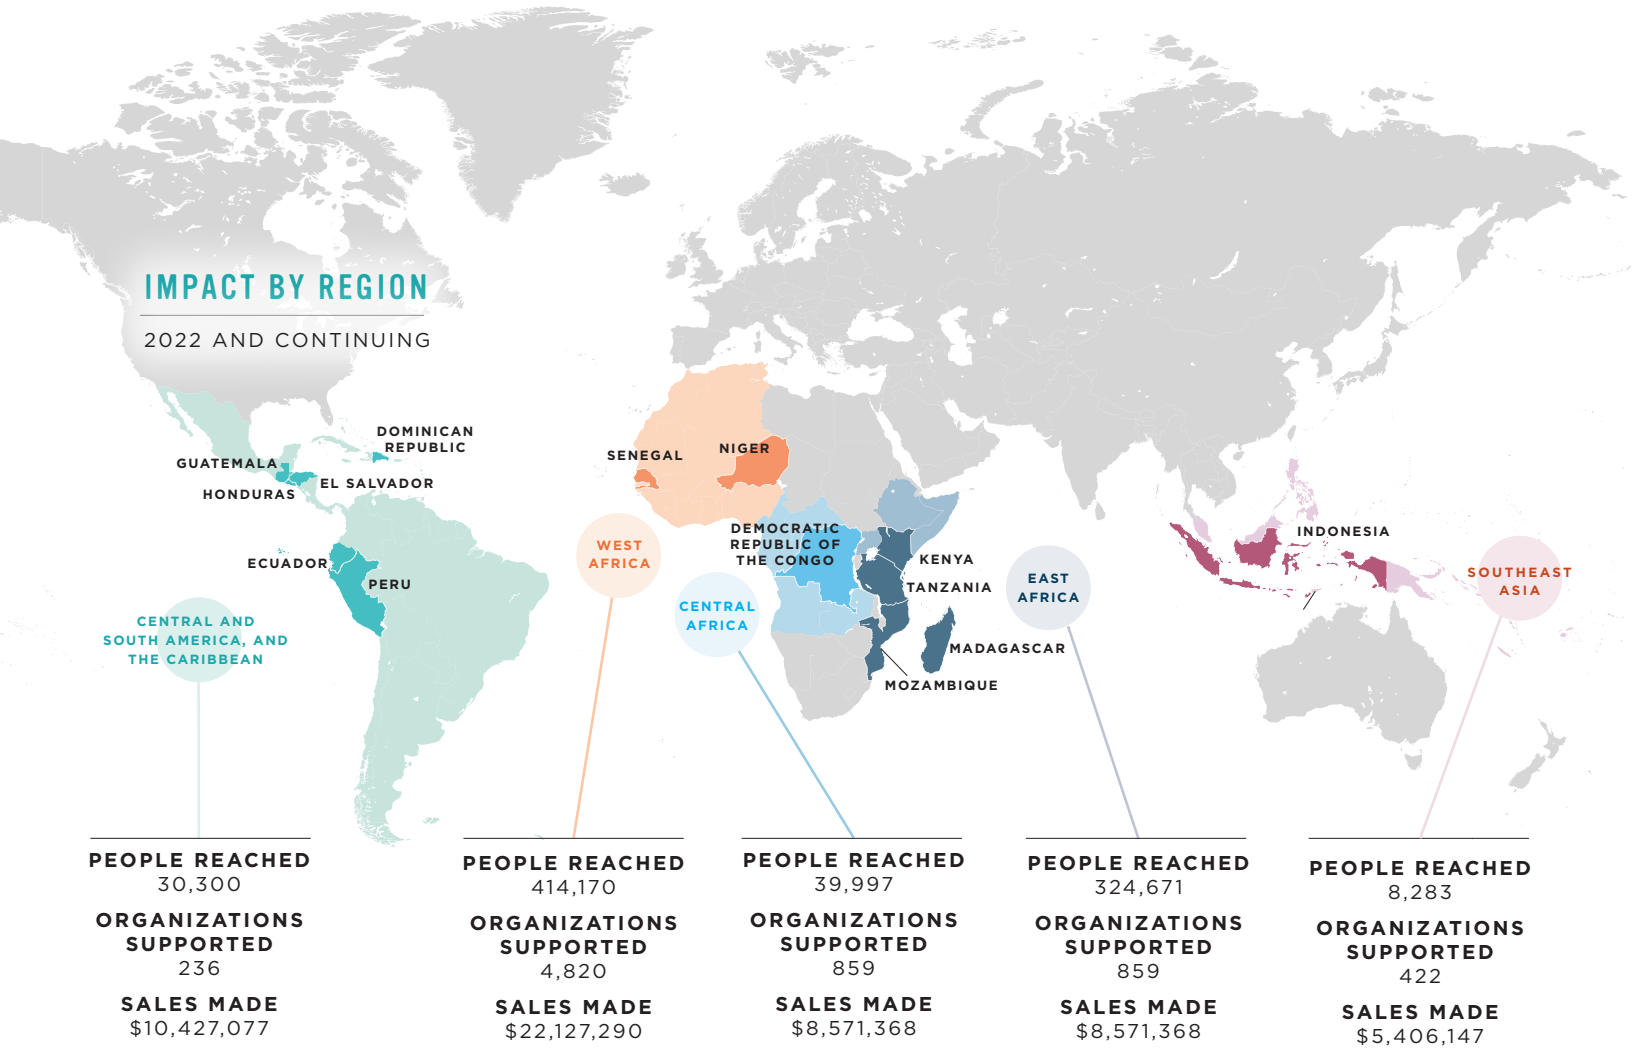 IMPACT BY REGION
2022 AND CONTINUING
DOMINICAN
REPUBLIC
GUATEMALA
HONDURAS
EL SALVADOR
ECUADOR
PERU
CENTRAL AND
SOUTH AMERICA, AND
THE CARIBBEAN
SENEGAL
NIGER
WEST
AFRICA
DEMOCRATIC
REPUBLIC OF
THE CONGO
CENTRAL
AFRICA
KENYA
TANZANIA
MADAGASCAR
MOZAMBIQUE
EAST
AFRICA
INDONESIA
SOUTHEAST
ASIA
PEOPLE REACHED
30,300
ORGANIZATIONS
SUPPORTED
236
SALES MADE
$10,427,077
PEOPLE REACHED
414,170
ORGANIZATIONS
SUPPORTED
4,820
SALES MADE
$22,127,290
PEOPLE REACHED
39,997
ORGANIZATIONS
SUPPORTED
859
SALES MADE
$8,571,368
PEOPLE REACHED
324,671
ORGANIZATIONS
SUPPORTED
859
SALES MADE
$8,571,368
PEOPLE REACHED
8,283
ORGANIZATIONS
SUPPORTED
422
SALES MADE
$5,406,147